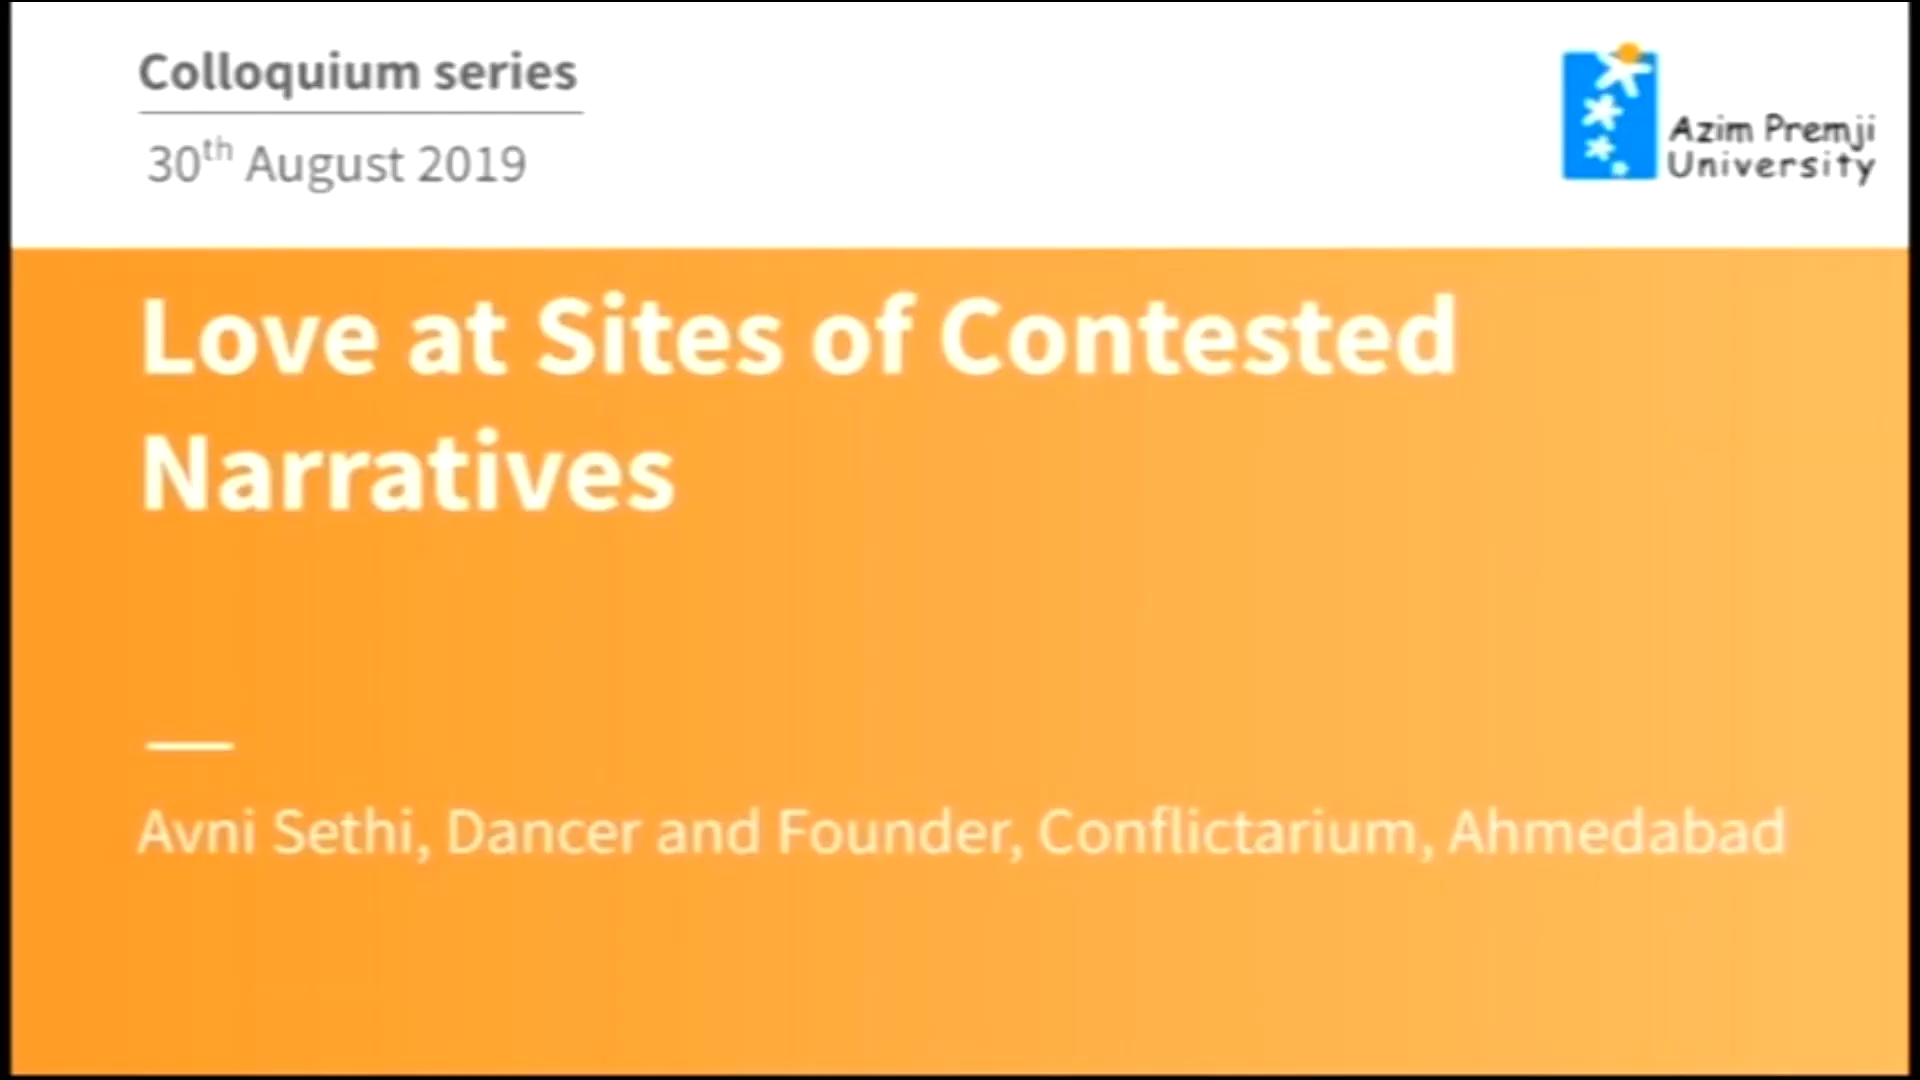 Colloquium series
30th August 2019
Azim Premji
University
Love at Sites of Contested
Narratives
Avni Sethi, Dancer and Founder, Conflictarium, Ahmedabad